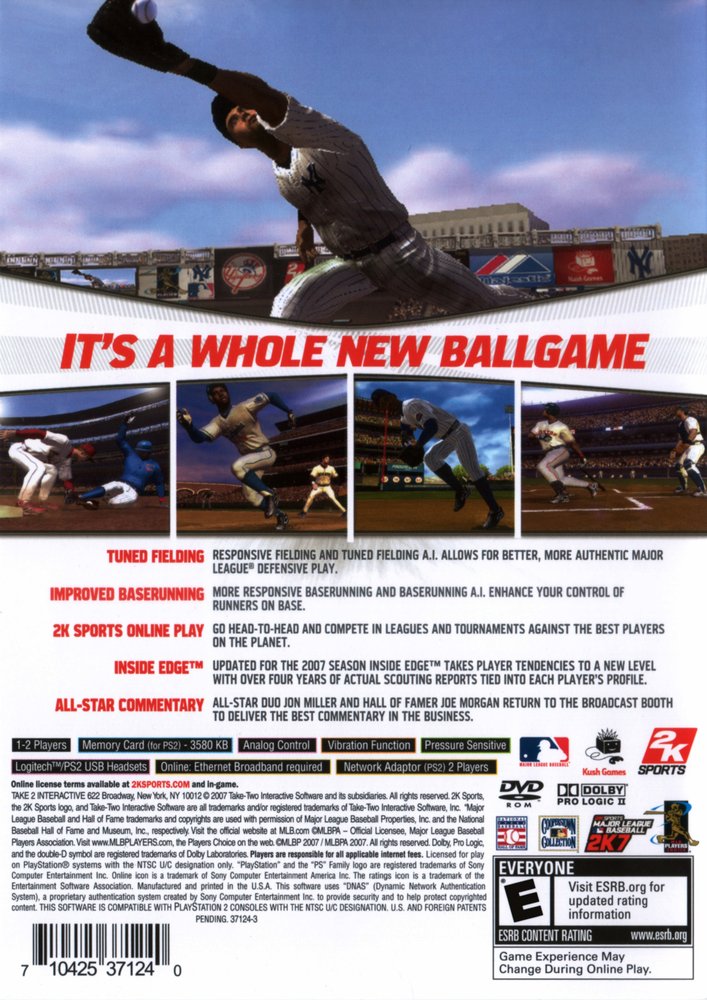 NY
Majestic
Kush Games
NY
IT'S A WHOLE NEW BALLGAME
TUNED FIELDING RESPONSIVE FIELDING AND TUNED FIELDING A.I. ALLOWS FOR BETTER, MORE AUTHENTIC MAJOR
LEAGUE® DEFENSIVE PLAY.
IMPROVED BASERUNNING MORE RESPONSIVE BASERUNNING AND BASERUNNING A.I. ENHANCE YOUR CONTROL OF
RUNNERS ON BASE.
2K SPORTS ONLINE PLAY GO HEAD-TO-HEAD AND COMPETE IN LEAGUES AND TOURNAMENTS AGAINST THE BEST PLAYERS
ON THE PLANET.
INSIDE EDGE™ UPDATED FOR THE 2007 SEASON INSIDE EDGE™ TAKES PLAYER TENDENCIES TO A NEW LEVEL
WITH OVER FOUR YEARS OF ACTUAL SCOUTING REPORTS TIED INTO EACH PLAYER'S PROFILE.
ALL-STAR COMMENTARY ALL-STAR DUO JON MILLER AND HALL OF FAMER JOE MORGAN RETURN TO THE BROADCAST BOOTH
TO DELIVER THE BEST COMMENTARY IN THE BUSINESS.
1-2 Players Memory Card (for PS2) - 3580 KB Analog Control Vibration Function Pressure Sensitive
Logitech™/PS2 USB Headsets Online: Ethernet Broadband required Network Adaptor (PS2) 2 Players
MAJOR LEAGUE BASEBALL
Kush Games
2K
SPORTS
Online license terms available at 2KSPORTS.com and in-game.
TAKE 2 INTERACTIVE 622 Broadway, New York, NY 10012 © 2007 Take-Two Interactive Software and its subsidiaries. All rights reserved. 2K Sports,
the 2K Sports logo, and Take-Two Interactive Software are all trademarks and/or registered trademarks of Take-Two Interactive Software, Inc. "Major
League Baseball and Hall of Fame trademarks and copyrights are used with permission of Major League Baseball Properties, Inc. and the National
Baseball Hall of Fame and Museum, Inc., respectively. Visit the official website at MLB.com ©MLBPA – Official Licensee, Major League Baseball
Players Association. Visit www.MLBPLAYERS.com, the Players Choice on the web. ©MLBP 2007 / MLBPA 2007. All rights reserved. Dolby, Pro Logic,
and the double-D symbol are registered trademarks of Dolby Laboratories. Players are responsible for all applicable internet fees. Licensed for play
on PlayStation® systems with the NTSC U/C designation only. "PlayStation" and the "PS" Family logo are registered trademarks of Sony
Computer Entertainment Inc. Online icon is a trademark of Sony Computer Entertainment America Inc. The ratings icon is a trademark of the
Entertainment Software Association. Manufactured and printed in the U.S.A. This software uses "DNAS" (Dynamic Network Authentication
System), a proprietary authentication system created by Sony Computer Entertainment Inc. to provide security and to help protect copyrighted
content. THIS SOFTWARE IS COMPATIBLE WITH PLAYSTATION 2 CONSOLES WITH THE NTSC U/C DESIGNATION. U.S. AND FOREIGN PATENTS
PENDING. 37124-3
DVD
ROM
DOLBY
PRO LOGIC II
NATIONAL
BASEBALL
HALL OF FAME
COOPERSTOWN
COLLECTION
2K SPORTS
MAJOR LEAGUE
BASEBALL
2K7
PLAYERS
EVERYONE
E
Visit ESRB.org for
updated rating
information
ESRB CONTENT RATING www.esrb.org
Game Experience May
Change During Online Play.
7 10425 37124 0